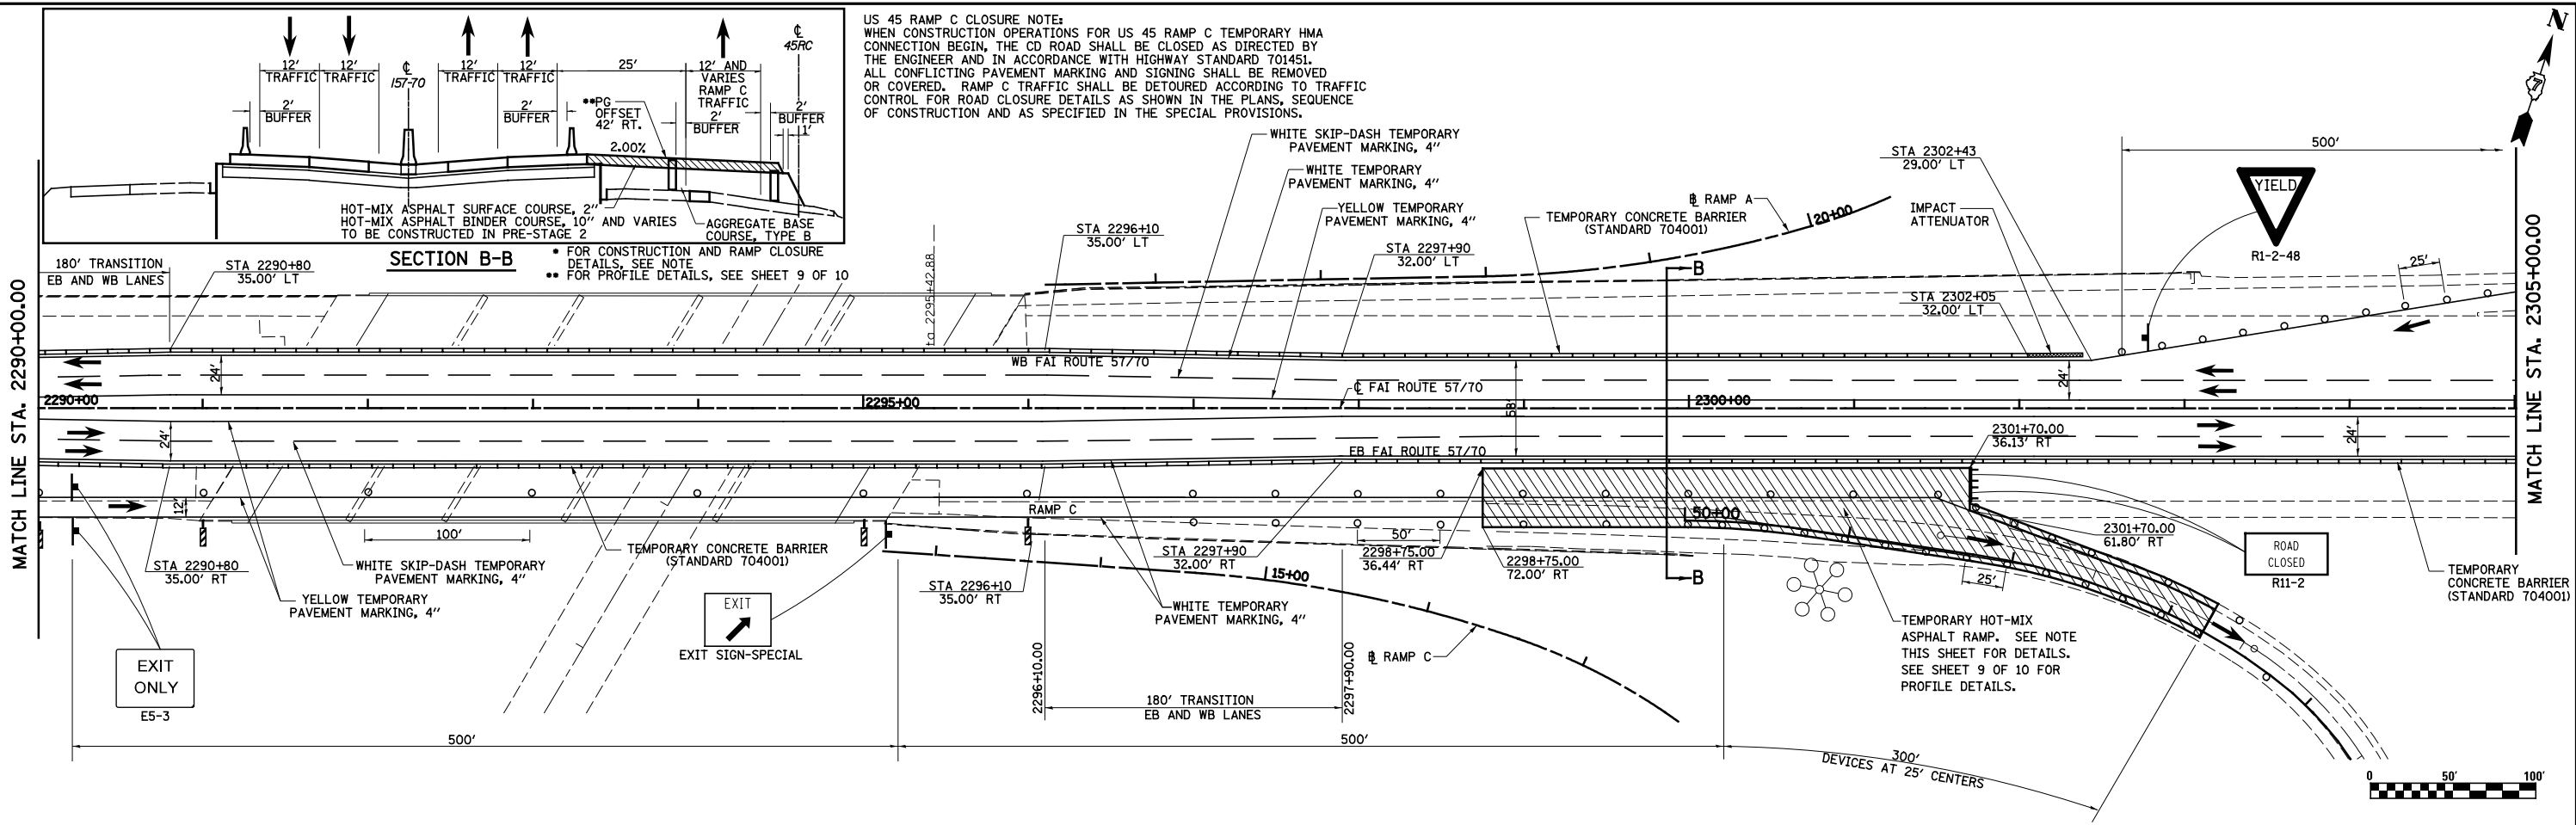 US 45 RAMP C CLOSURE NOTE:
WHEN CONSTRUCTION OPERATIONS FOR US 45 RAMP C TEMPORARY HMA
CONNECTION BEGIN, THE CD ROAD SHALL BE CLOSED AS DIRECTED BY
THE ENGINEER AND IN ACCORDANCE WITH HIGHWAY STANDARD 701451.
ALL CONFLICTING PAVEMENT MARKING AND SIGNING SHALL BE REMOVED
OR COVERED. RAMP C TRAFFIC SHALL BE DETOURED ACCORDING TO TRAFFIC
CONTROL FOR ROAD CLOSURE DETAILS AS SHOWN IN THE PLANS, SEQUENCE
OF CONSTRUCTION AND AS SPECIFIED IN THE SPECIAL PROVISIONS.
N
7
12'
TRAFFIC
12'
TRAFFIC
℄
I57-70
12'
TRAFFIC
12'
TRAFFIC
25'
12' AND
VARIES
RAMP C
TRAFFIC
℄
45RC
2'
BUFFER
2'
BUFFER
**PG
OFFSET
42' RT.
2'
BUFFER
2'
BUFFER
1'
2.00%
HOT-MIX ASPHALT SURFACE COURSE, 2"
HOT-MIX ASPHALT BINDER COURSE, 10" AND VARIES
TO BE CONSTRUCTED IN PRE-STAGE 2
AGGREGATE BASE
COURSE, TYPE B
SECTION B-B
* FOR CONSTRUCTION AND RAMP CLOSURE
DETAILS, SEE NOTE
** FOR PROFILE DETAILS, SEE SHEET 9 OF 10
MATCH LINE STA. 2290+00.00
180' TRANSITION
EB AND WB LANES
STA 2290+80
35.00' LT
2295+42.88
STA 2296+10
35.00' LT
WHITE SKIP-DASH TEMPORARY
PAVEMENT MARKING, 4"
WHITE TEMPORARY
PAVEMENT MARKING, 4"
YELLOW TEMPORARY
PAVEMENT MARKING, 4"
STA 2297+90
32.00' LT
TEMPORARY CONCRETE BARRIER
(STANDARD 704001)
RAMP A
20+00
STA 2302+43
29.00' LT
IMPACT
ATTENUATOR
STA 2302+05
32.00' LT
500'
YIELD
R1-2-48
25'
MATCH LINE STA. 2305+00.00
B
WB FAI ROUTE 57/70
℄ FAI ROUTE 57/70
24'
24'
58'
2290+00
2295+00
2300+00
24'
24'
EB FAI ROUTE 57/70
2301+70.00
36.13' RT
12'
RAMP C
50+00
100'
50'
STA 2290+80
35.00' RT
WHITE SKIP-DASH TEMPORARY
PAVEMENT MARKING, 4"
YELLOW TEMPORARY
PAVEMENT MARKING, 4"
TEMPORARY CONCRETE BARRIER
(STANDARD 704001)
STA 2296+10
35.00' RT
STA 2297+90
32.00' RT
15+00
2298+75.00
36.44' RT
2298+75.00
72.00' RT
B
2301+70.00
61.80' RT
25'
ROAD
CLOSED
R11-2
TEMPORARY
CONCRETE BARRIER
(STANDARD 704001)
EXIT
ONLY
E5-3
EXIT
EXIT SIGN-SPECIAL
WHITE TEMPORARY
PAVEMENT MARKING, 4"
RAMP C
TEMPORARY HOT-MIX
ASPHALT RAMP. SEE NOTE
THIS SHEET FOR DETAILS.
SEE SHEET 9 OF 10 FOR
PROFILE DETAILS.
2296+10.00
180' TRANSITION
EB AND WB LANES
2297+90.00
500'
500'
300'
DEVICES AT 25' CENTERS
0 50' 100'